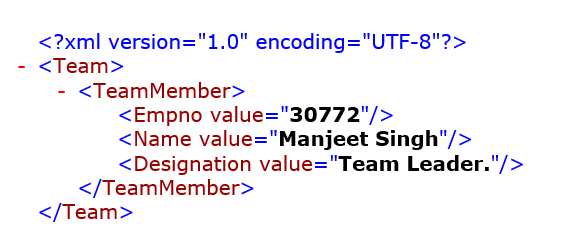 <?xml version="1.0" encoding="UTF-8"?>
- <Team>
- <TeamMember>
<Empno value="30772"/>
<Name value="Manjeet Singh"/>
<Designation value="Team Leader."/>
</TeamMember>
</Team>